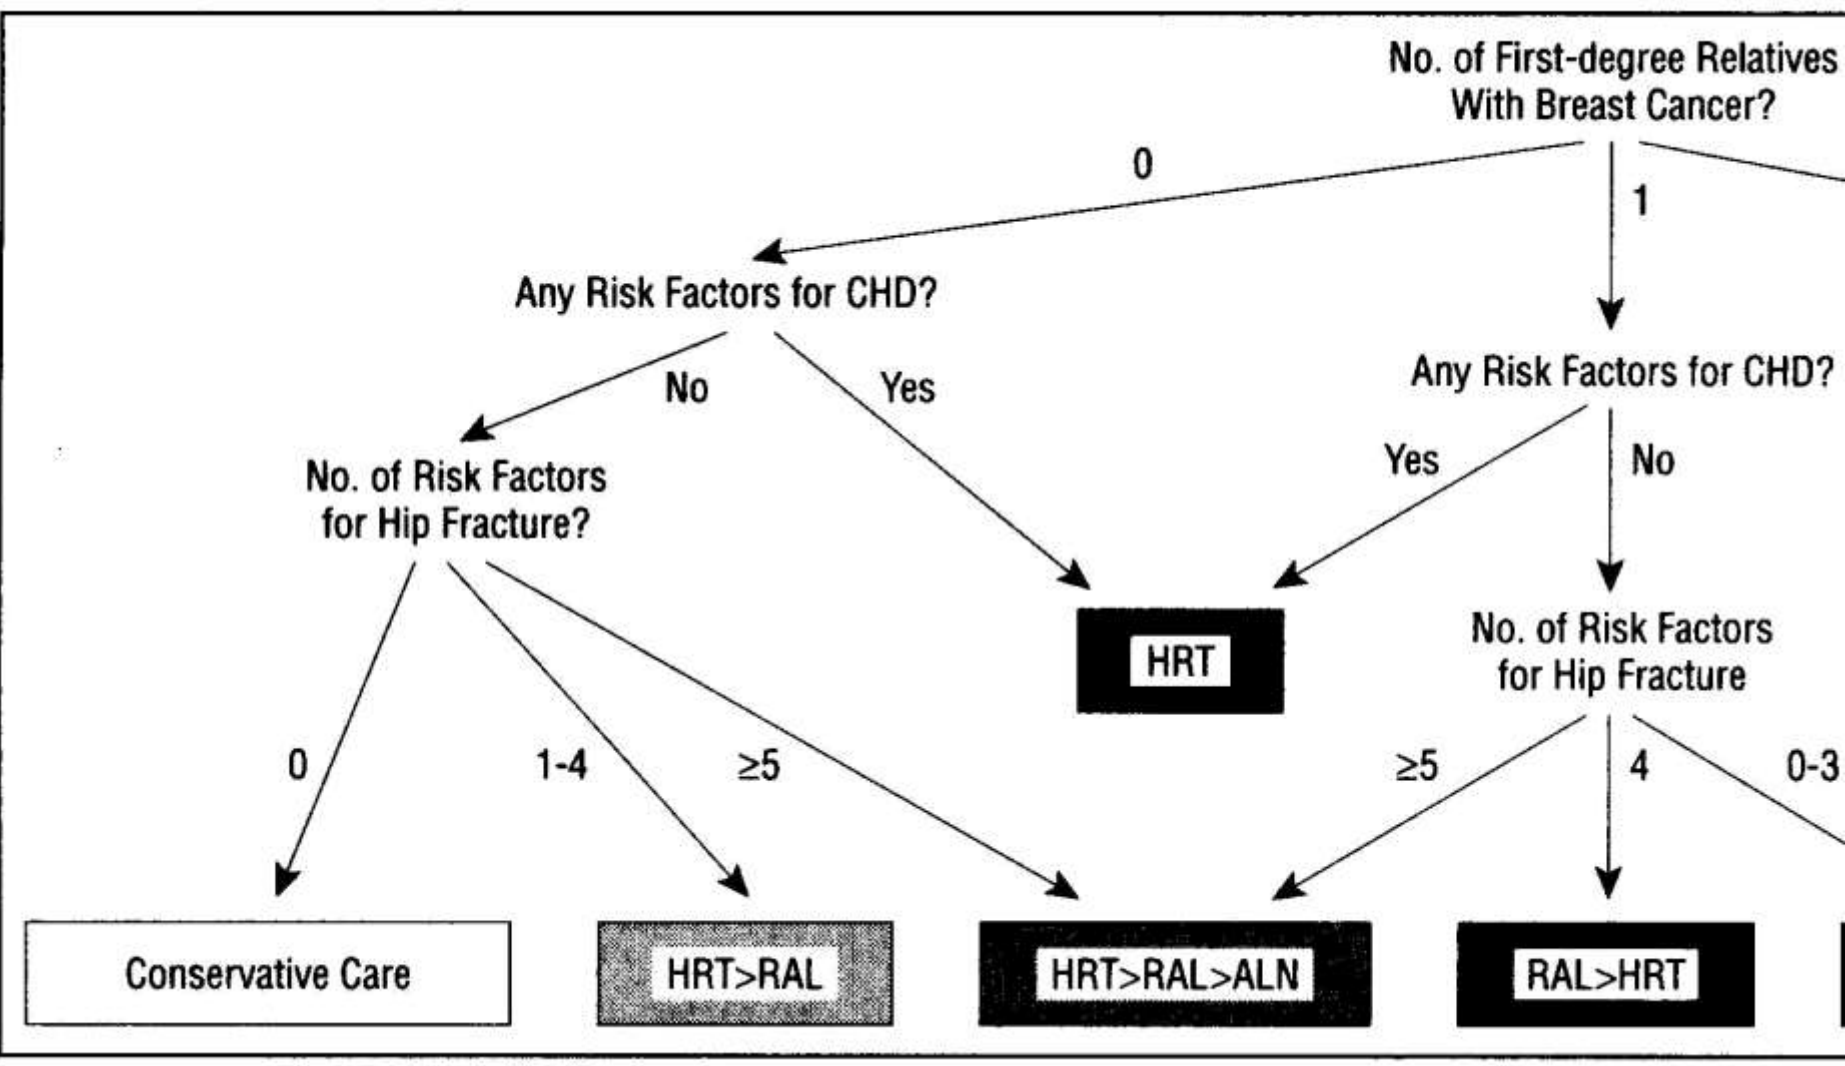 No. of First-degree Relatives
With Breast Cancer?
0
1
Any Risk Factors for CHD?
Any Risk Factors for CHD?
No
Yes
Yes
No
No. of Risk Factors
for Hip Fracture?
HRT
No. of Risk Factors
for Hip Fracture
0
1-4
≥5
≥5
4
0-3
Conservative Care
HRT>RAL
HRT>RAL>ALN
RAL>HRT